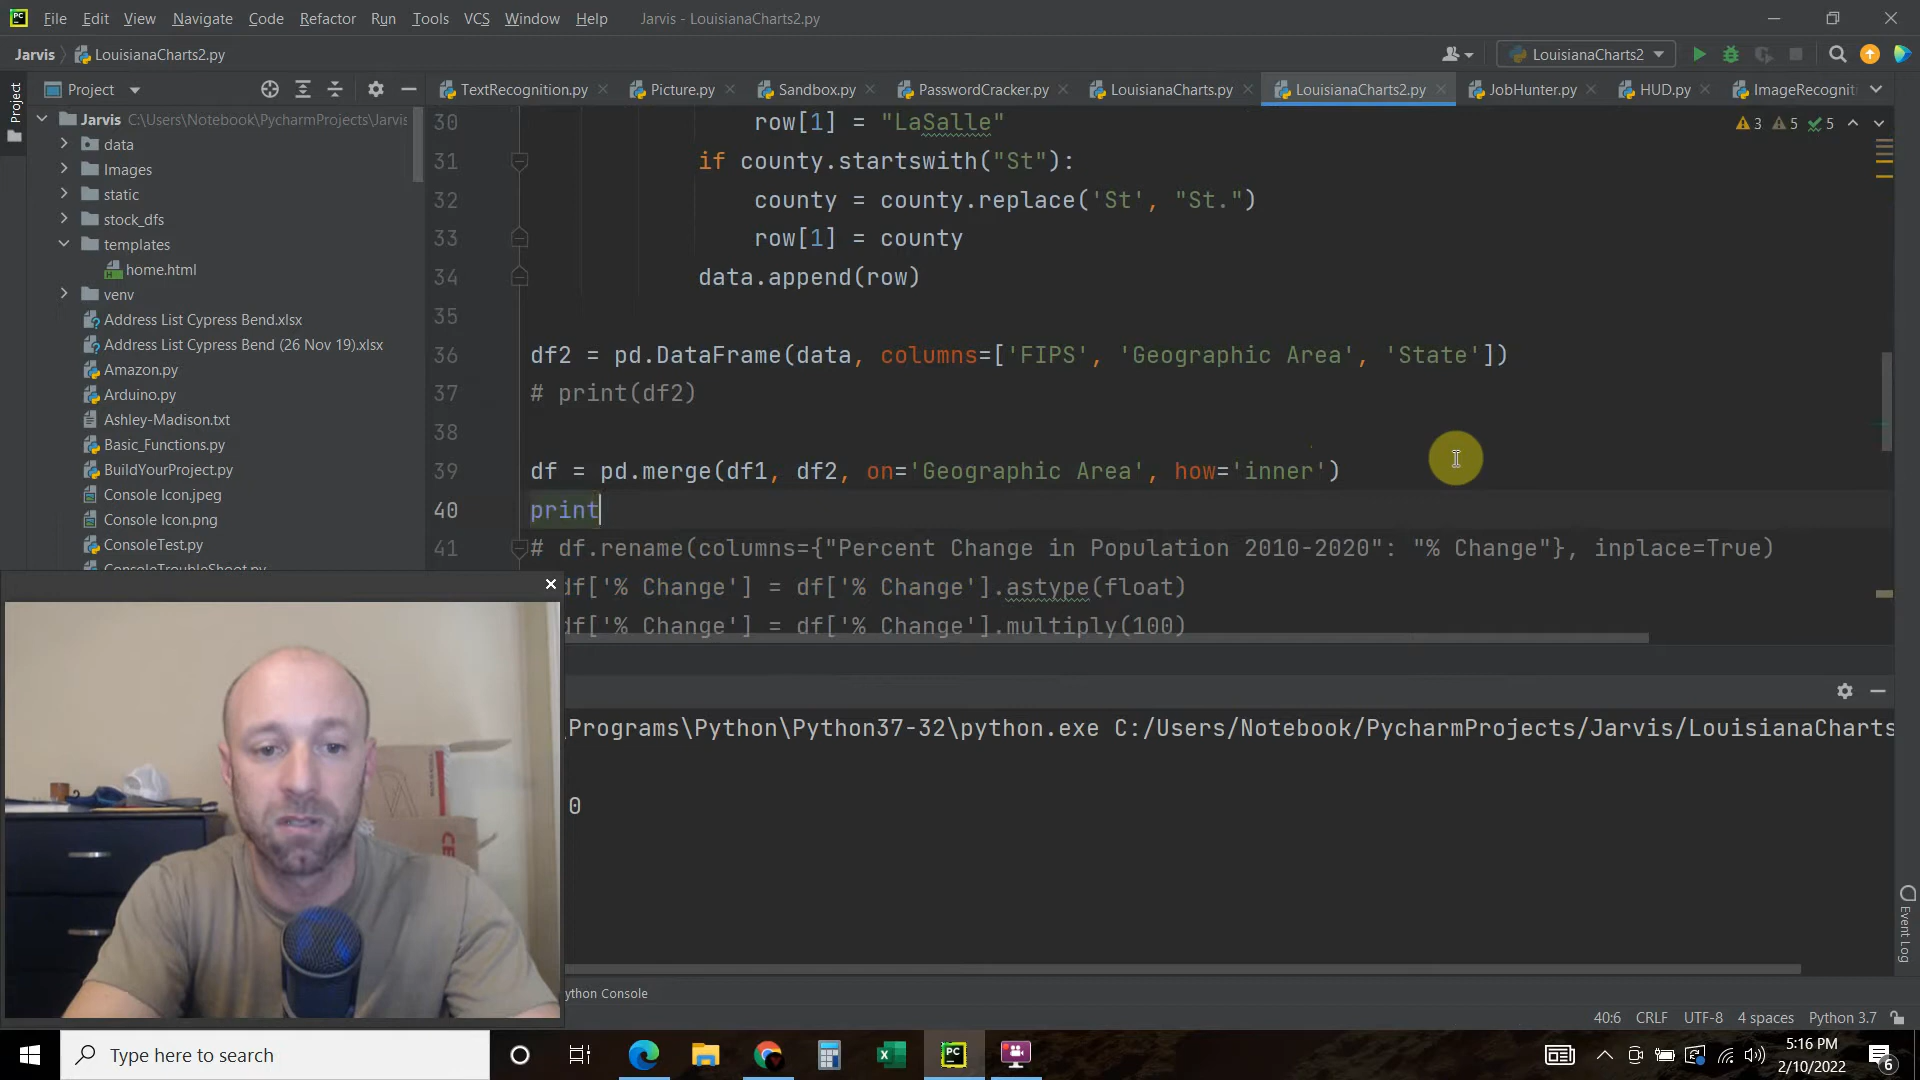 File Edit View Navigate Code Refactor Run Tools VCS Window Help Jarvis - LouisianaCharts2.py
Jarvis LouisianaCharts2.py LouisianaCharts2
Project TextRecognition.py Picture.py Sandbox.py PasswordCracker.py LouisianaCharts.py LouisianaCharts2.py JobHunter.py HUD.py ImageRecognit
Project
Jarvis C:\Users\Notebook\PycharmProjects\Jarvis
data
Images
static
stock_dfs
templates
home.html
venv
Address List Cypress Bend.xlsx
Address List Cypress Bend (26 Nov 19).xlsx
Amazon.py
Arduino.py
Ashley-Madison.txt
Basic_Functions.py
BuildYourProject.py
Console Icon.jpeg
Console Icon.png
ConsoleTest.py
ConsoleTroubleShoot.py
3 5 5
30 row[1] = "LaSalle"
31 if county.startswith("St"):
32 county = county.replace('St', "St.")
33 row[1] = county
34 data.append(row)
35
36 df2 = pd.DataFrame(data, columns=['FIPS', 'Geographic Area', 'State'])
37 # print(df2)
38
39 df = pd.merge(df1, df2, on='Geographic Area', how='inner')
40 print
41 # df.rename(columns={"Percent Change in Population 2010-2020": "% Change"}, inplace=True)
df['% Change'] = df['% Change'].astype(float)
df['% Change'] = df['% Change'].multiply(100)
Programs\Python\Python37-32\python.exe C:/Users/Notebook/PycharmProjects/Jarvis/LouisianaCharts
0
ython Console
Event Log
40:6 CRLF UTF-8 4 spaces Python 3.7
Type here to search
5:16 PM
2/10/2022
6